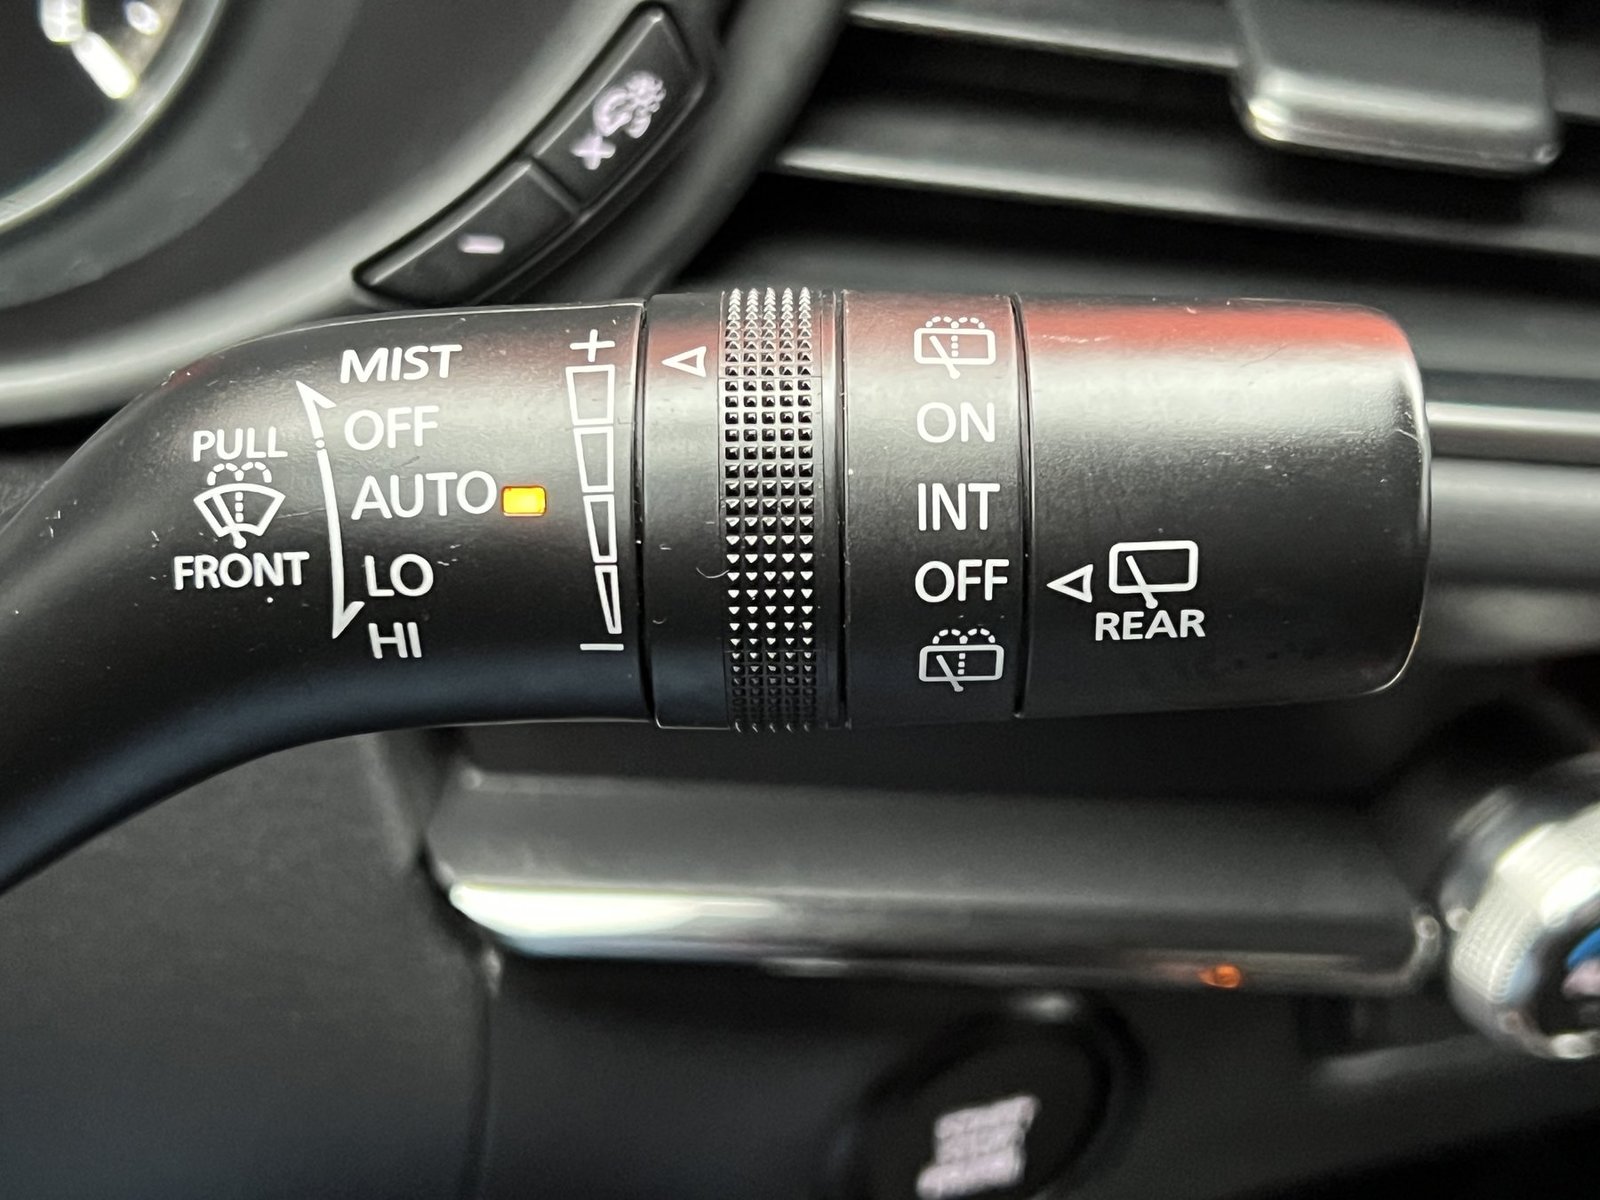 MIST
OFF
PULL
AUTO
FRONT
LO
HI
+
−
ON
INT
OFF
REAR